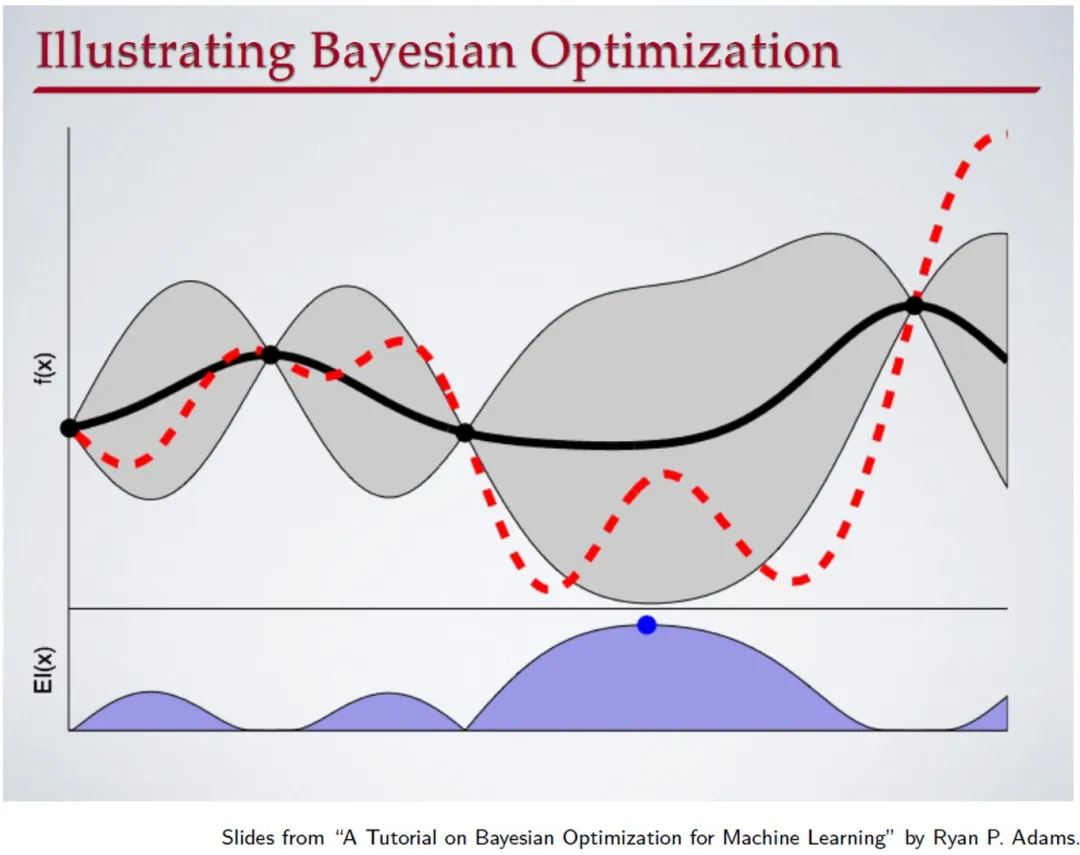 Illustrating Bayesian Optimization
f(x)
EI(x)
Slides from “A Tutorial on Bayesian Optimization for Machine Learning” by Ryan P. Adams.